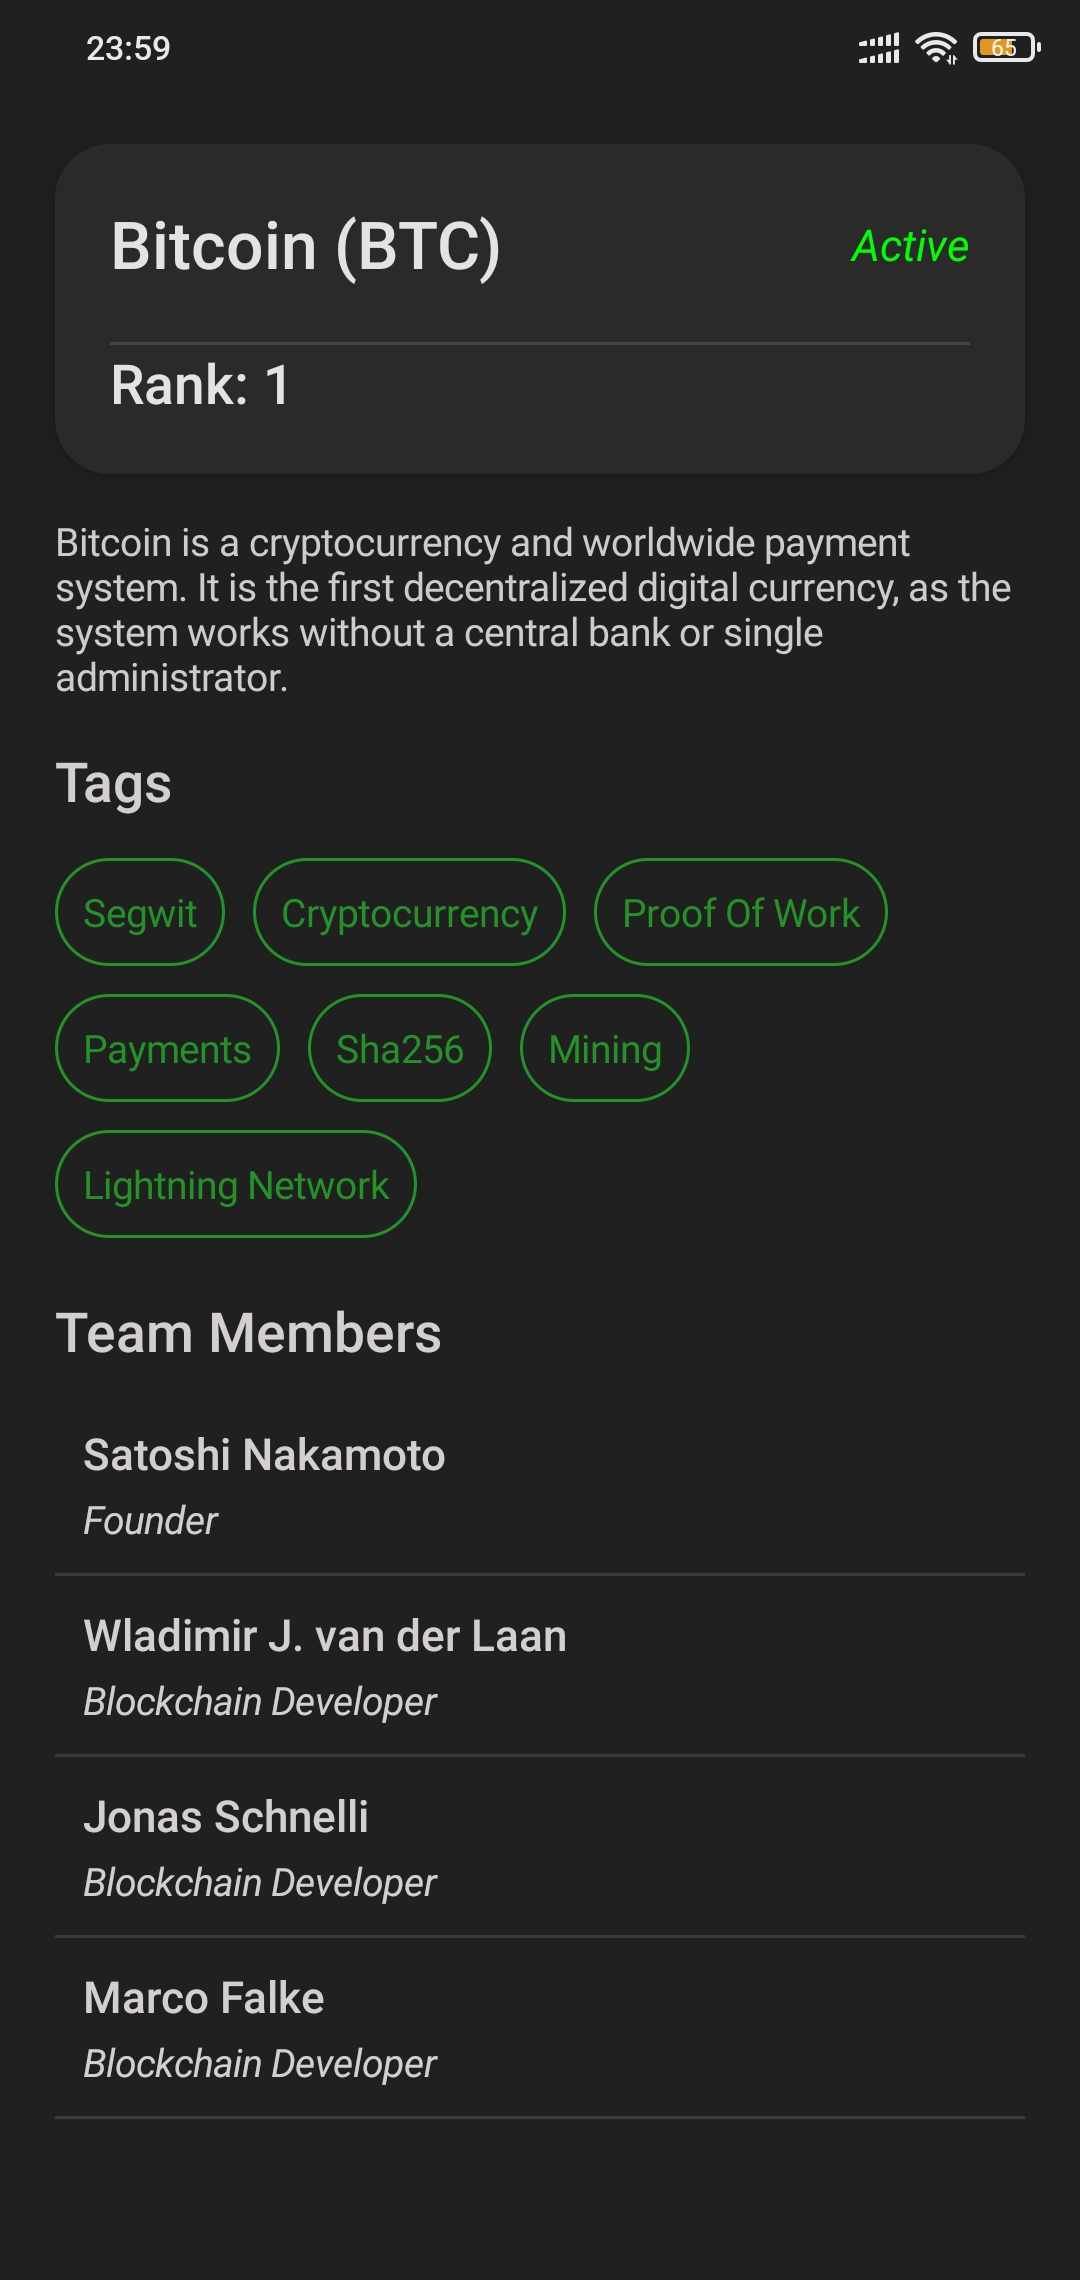 23:59
65
Bitcoin (BTC)
Active
Rank: 1
Bitcoin is a cryptocurrency and worldwide payment
system. It is the first decentralized digital currency, as the
system works without a central bank or single
administrator.
Tags
Segwit
Cryptocurrency
Proof Of Work
Payments
Sha256
Mining
Lightning Network
Team Members
Satoshi Nakamoto
Founder
Wladimir J. van der Laan
Blockchain Developer
Jonas Schnelli
Blockchain Developer
Marco Falke
Blockchain Developer